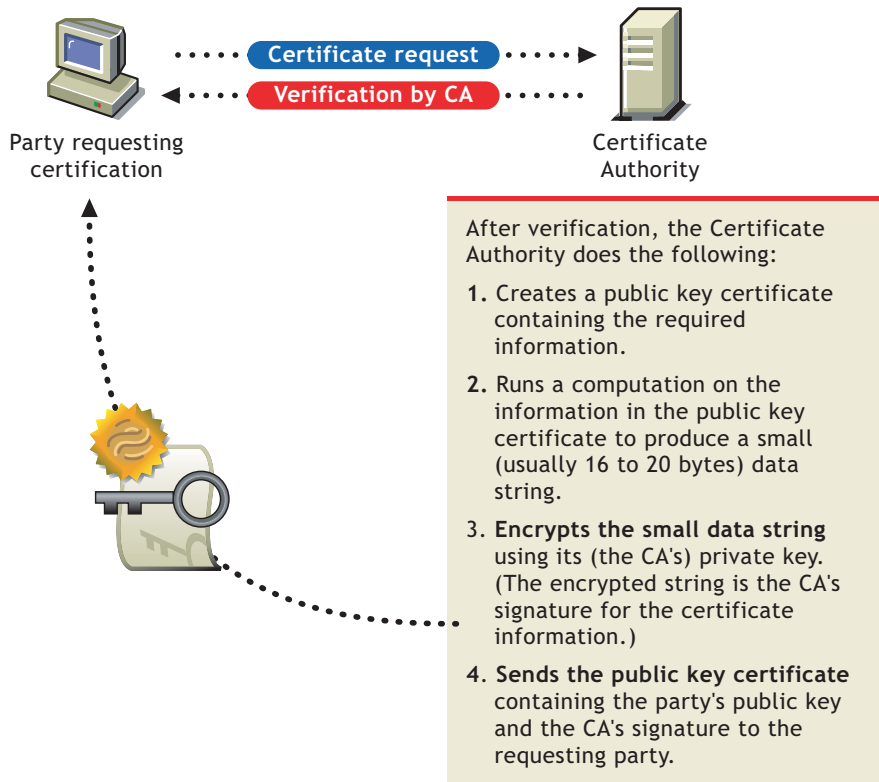 Certificate request
Verification by CA
Party requesting
certification
Certificate
Authority
After verification, the Certificate
Authority does the following:
1. Creates a public key certificate
containing the required
information.
2. Runs a computation on the
information in the public key
certificate to produce a small
(usually 16 to 20 bytes) data
string.
3. Encrypts the small data string
using its (the CA's) private key.
(The encrypted string is the CA's
signature for the certificate
information.)
4. Sends the public key certificate
containing the party's public key
and the CA's signature to the
requesting party.